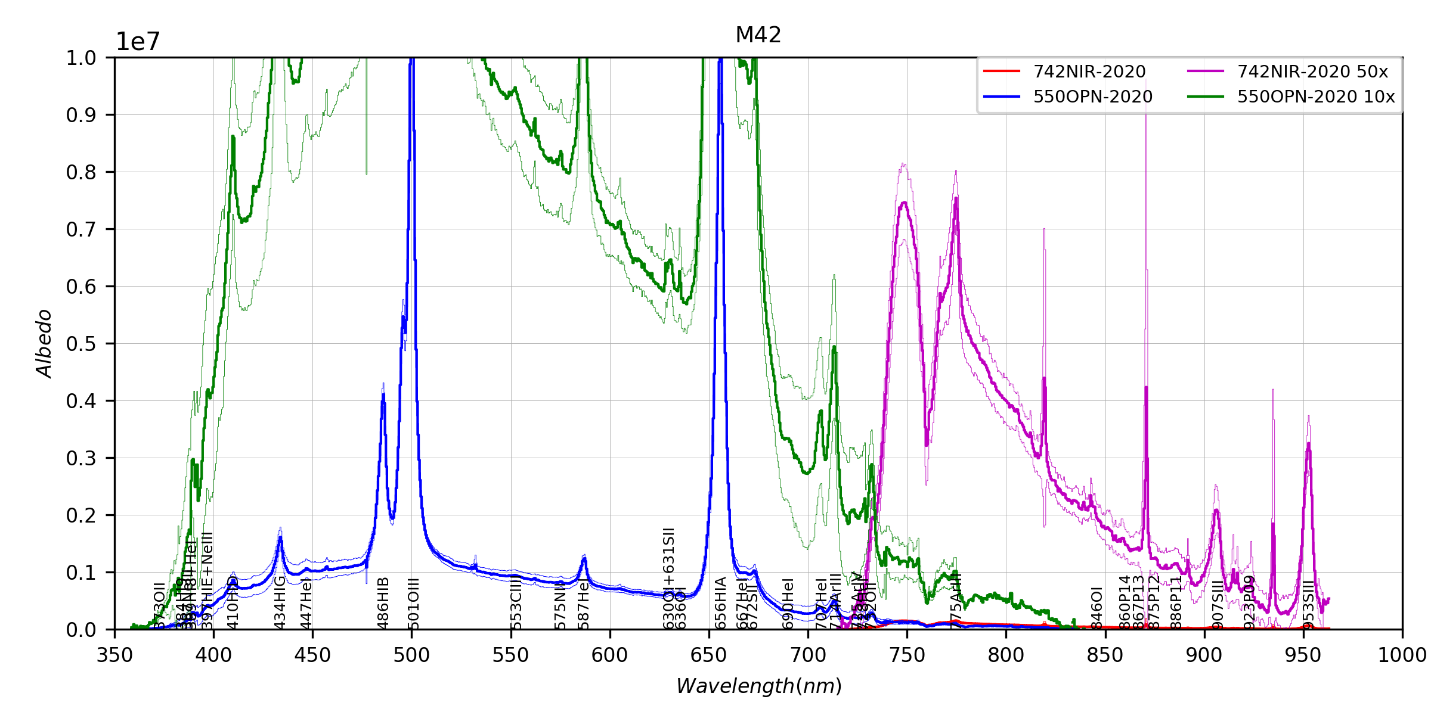 M42
1e7
742NIR-2020
742NIR-2020 50x
550OPN-2020
550OPN-2020 10x
1.0
0.9
0.8
0.7
0.6
0.5
0.4
0.3
0.2
0.1
0.0
Albedo
373OII
397HE+NeIII
410HD
434HIG
447HeI
486HIB
501OIII
553ClII
575NII
587HeI
630OI+631SII
636OI
656HIA
667HeI
672SII
690HeI
707HeI
775ArIII
846OI
860P14
867P13
875P12
886P11
907SIII
923P09
953SIII
350 400 450 500 550 600 650 700 750 800 850 900 950 1000
Wavelength(nm)